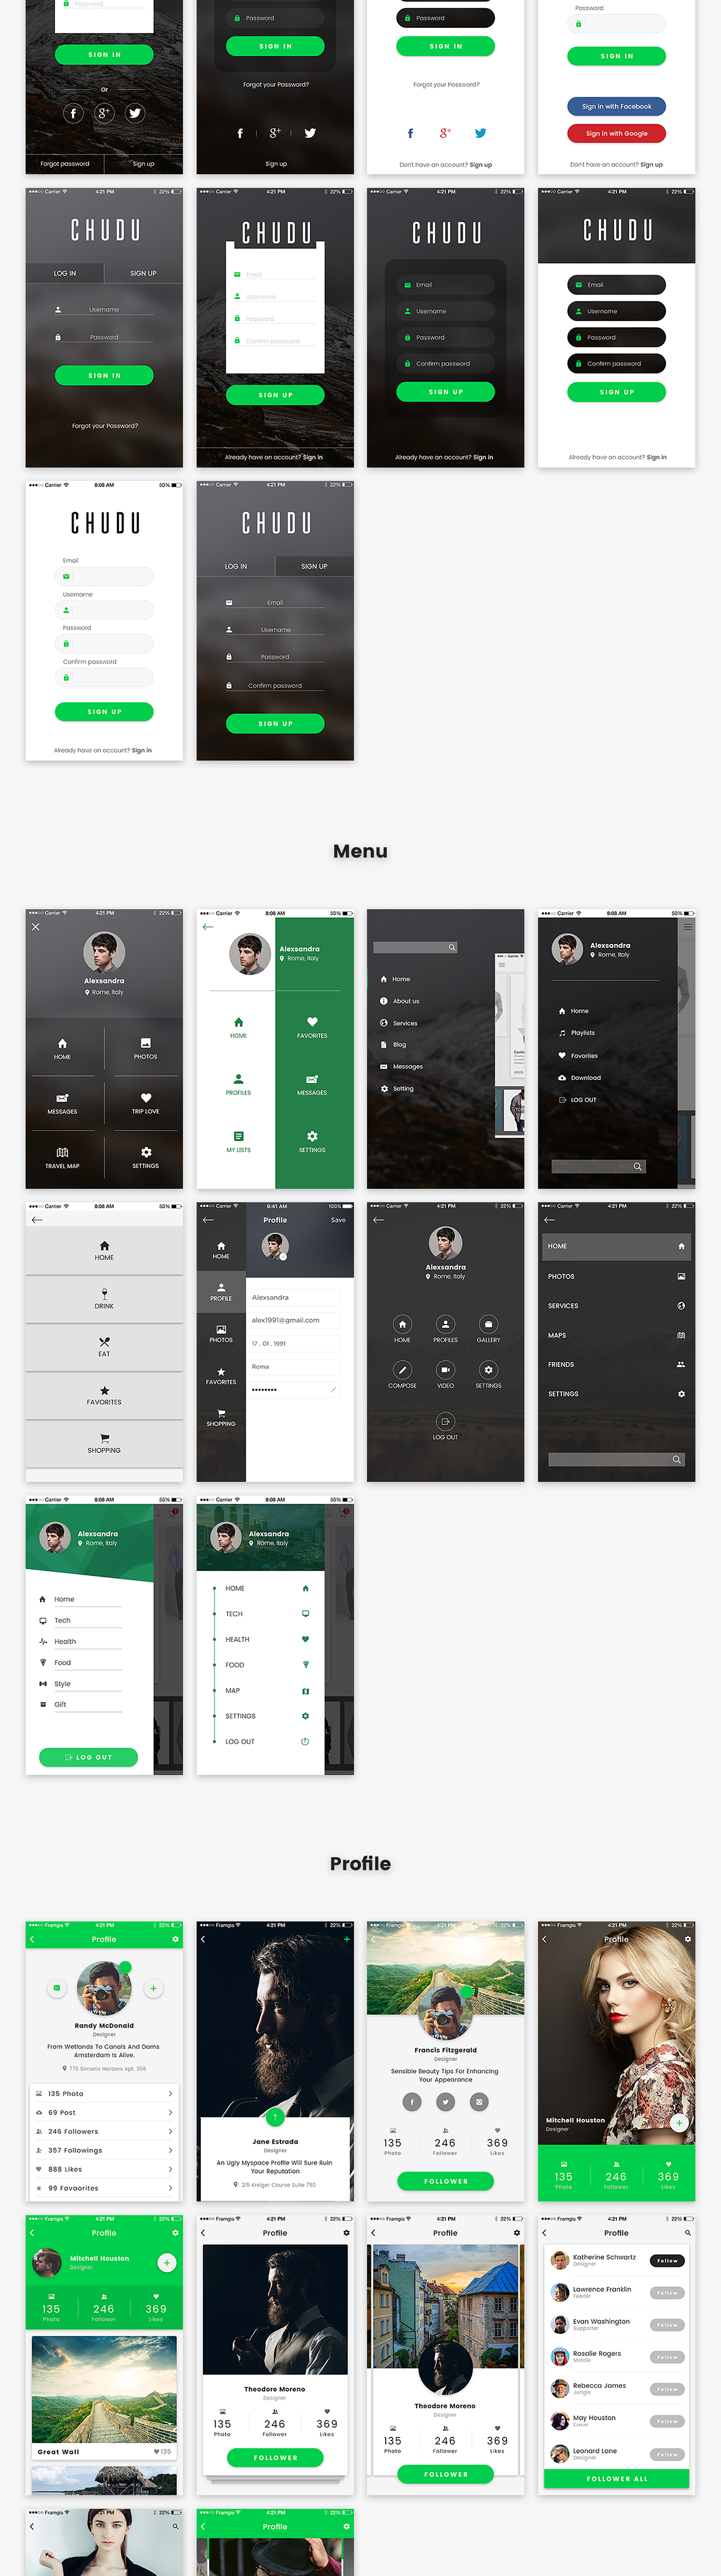 Password
SIGN IN
Or
Forgot password
Sign up
Password
SIGN IN
Forgot your Password?
Sign up
Password
SIGN IN
Forgot your Password?
Don't have an account? Sign up
Password
SIGN IN
Sign in with Facebook
Sign in with Google
Don't have an account? Sign up
Carrier 4:21 PM 22%
CHUDU
LOG IN
SIGN UP
Username
Password
SIGN IN
Forgot your Password?
Carrier 4:21 PM 22%
CHUDU
Email
Username
Password
Confirm password
SIGN UP
Already have an account? Sign in
Carrier 4:21 PM 22%
CHUDU
Email
Username
Password
Confirm password
SIGN UP
Already have an account? Sign in
Carrier 4:21 PM 22%
CHUDU
Email
Username
Password
Confirm password
SIGN UP
Already have an account? Sign in
Carrier 8:08 AM 50%
CHUDU
Email
Username
Password
Confirm password
SIGN UP
Already have an account? Sign in
Carrier 4:21 PM 22%
CHUDU
LOG IN
SIGN UP
Email
Username
Password
Confirm password
SIGN UP
Menu
Carrier 4:21 PM 22%
Alexsandra
Rome, Italy
HOME
PHOTOS
MESSAGES
TRIP LOVE
TRAVEL MAP
SETTINGS
Carrier 8:08 AM 50%
Alexsandra
Rome, Italy
HOME
FAVORITES
PROFILES
MESSAGES
MY LISTS
SETTINGS
Carrier 4:21 PM 22%
Home
About us
Services
Blog
Messages
Setting
Carrier 8:08 AM 50%
Alexsandra
Rome, Italy
Home
Playlists
Favorites
Download
LOG OUT
Carrier 8:08 AM 50%
HOME
DRINK
EAT
FAVORITES
SHOPPING
Carrier 9:41 AM 100%
Profile
Save
HOME
PROFILE
PHOTOS
FAVORITES
SHOPPING
Alexsandra
alex1991@gmail.com
17 . 01 . 1991
Roma
Carrier 4:21 PM 22%
Alexsandra
Rome, Italy
HOME
PROFILES
GALLERY
COMPOSE
VIDEO
SETTINGS
LOG OUT
Carrier 4:21 PM 22%
HOME
PHOTOS
SERVICES
MAPS
FRIENDS
SETTINGS
Carrier 8:08 AM 50%
Alexsandra
Rome, Italy
Home
Tech
Health
Food
Style
Gift
LOG OUT
Carrier 8:08 AM 50%
Alexsandra
Rome, Italy
HOME
TECH
HEALTH
FOOD
MAP
SETTINGS
LOG OUT
Profile
Framgia 4:21 PM 22%
Profile
Randy McDonald
Designer
From Wetlands To Canals And Dams
Amsterdam Is Alive.
775 Simonis Harbors Apt. 356
135 Photo
69 Post
246 Followers
357 Followings
888 Likes
99 Favaorites
Framgia 4:21 PM 22%
Jane Estrada
Designer
An Ugly Myspace Profile Will Sure Ruin
Your Reputation
215 Kreiger Course Suite 790
Framgia 4:21 PM 22%
Francis Fitzgerald
Designer
Sensible Beauty Tips For Enhancing
Your Appearance
135
246
369
Photo
Follower
Likes
FOLLOWER
Framgia 4:21 PM 22%
Profile
Mitchell Houston
Designer
135
246
369
Photo
Follower
Likes
Framgia 4:21 PM 22%
Profile
Mitchell Houston
Designer
135
246
369
Photo
Follower
Likes
Great Wall
135
Framgia 4:21 PM 22%
Profile
Theodore Moreno
Designer
135
246
369
Photo
Follower
Likes
FOLLOWER
Framgia 4:21 PM 22%
Profile
Theodore Moreno
Designer
135
246
369
Photo
Follower
Likes
FOLLOWER
Framgia 4:21 PM 22%
Profile
Katherine Schwartz
Designer
Follow
Lawrence Franklin
Feeder
Follow
Evan Washington
Supporter
Follow
Rosalie Rogers
Middle
Follow
Rebecca James
Jungle
Follow
May Houston
Follow
Leonard Lane
Designer
Follow
FOLLOWER ALL
Framgia 4:21 PM 22%
Framgia 4:21 PM 22%
Profile